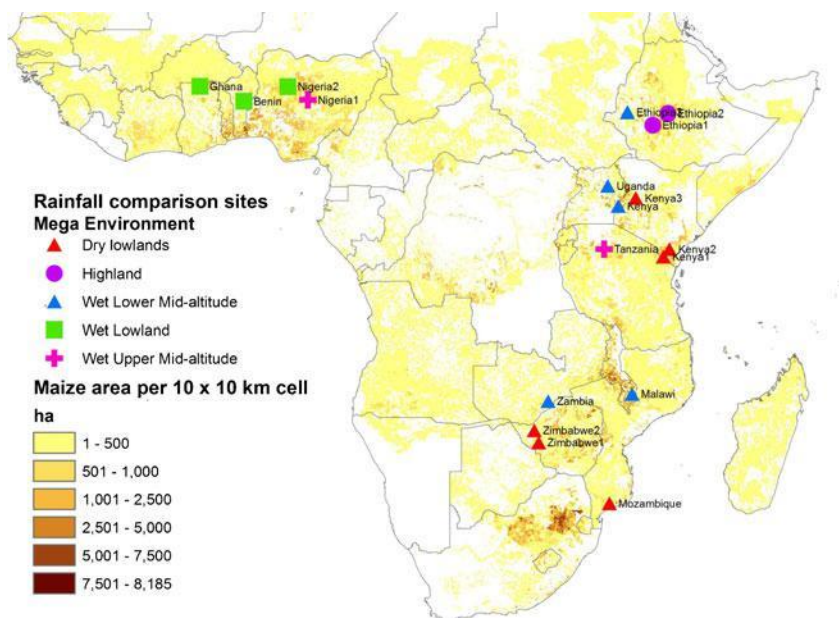 Ghana
Nigeria2
Benin
Nigeria1
Ethiopia3
Ethiopia2
Ethiopia1
Uganda
Kenya3
Kenya
Tanzania
Kenya2
Kenya1
Malawi
Zambia
Zimbabwe2
Zimbabwe1
Mozambique
Rainfall comparison sites
Mega Environment
Dry lowlands
Highland
Wet Lower Mid-altitude
Wet Lowland
Wet Upper Mid-altitude
Maize area per 10 x 10 km cell
ha
1 - 500
501 - 1,000
1,001 - 2,500
2,501 - 5,000
5,001 - 7,500
7,501 - 8,185